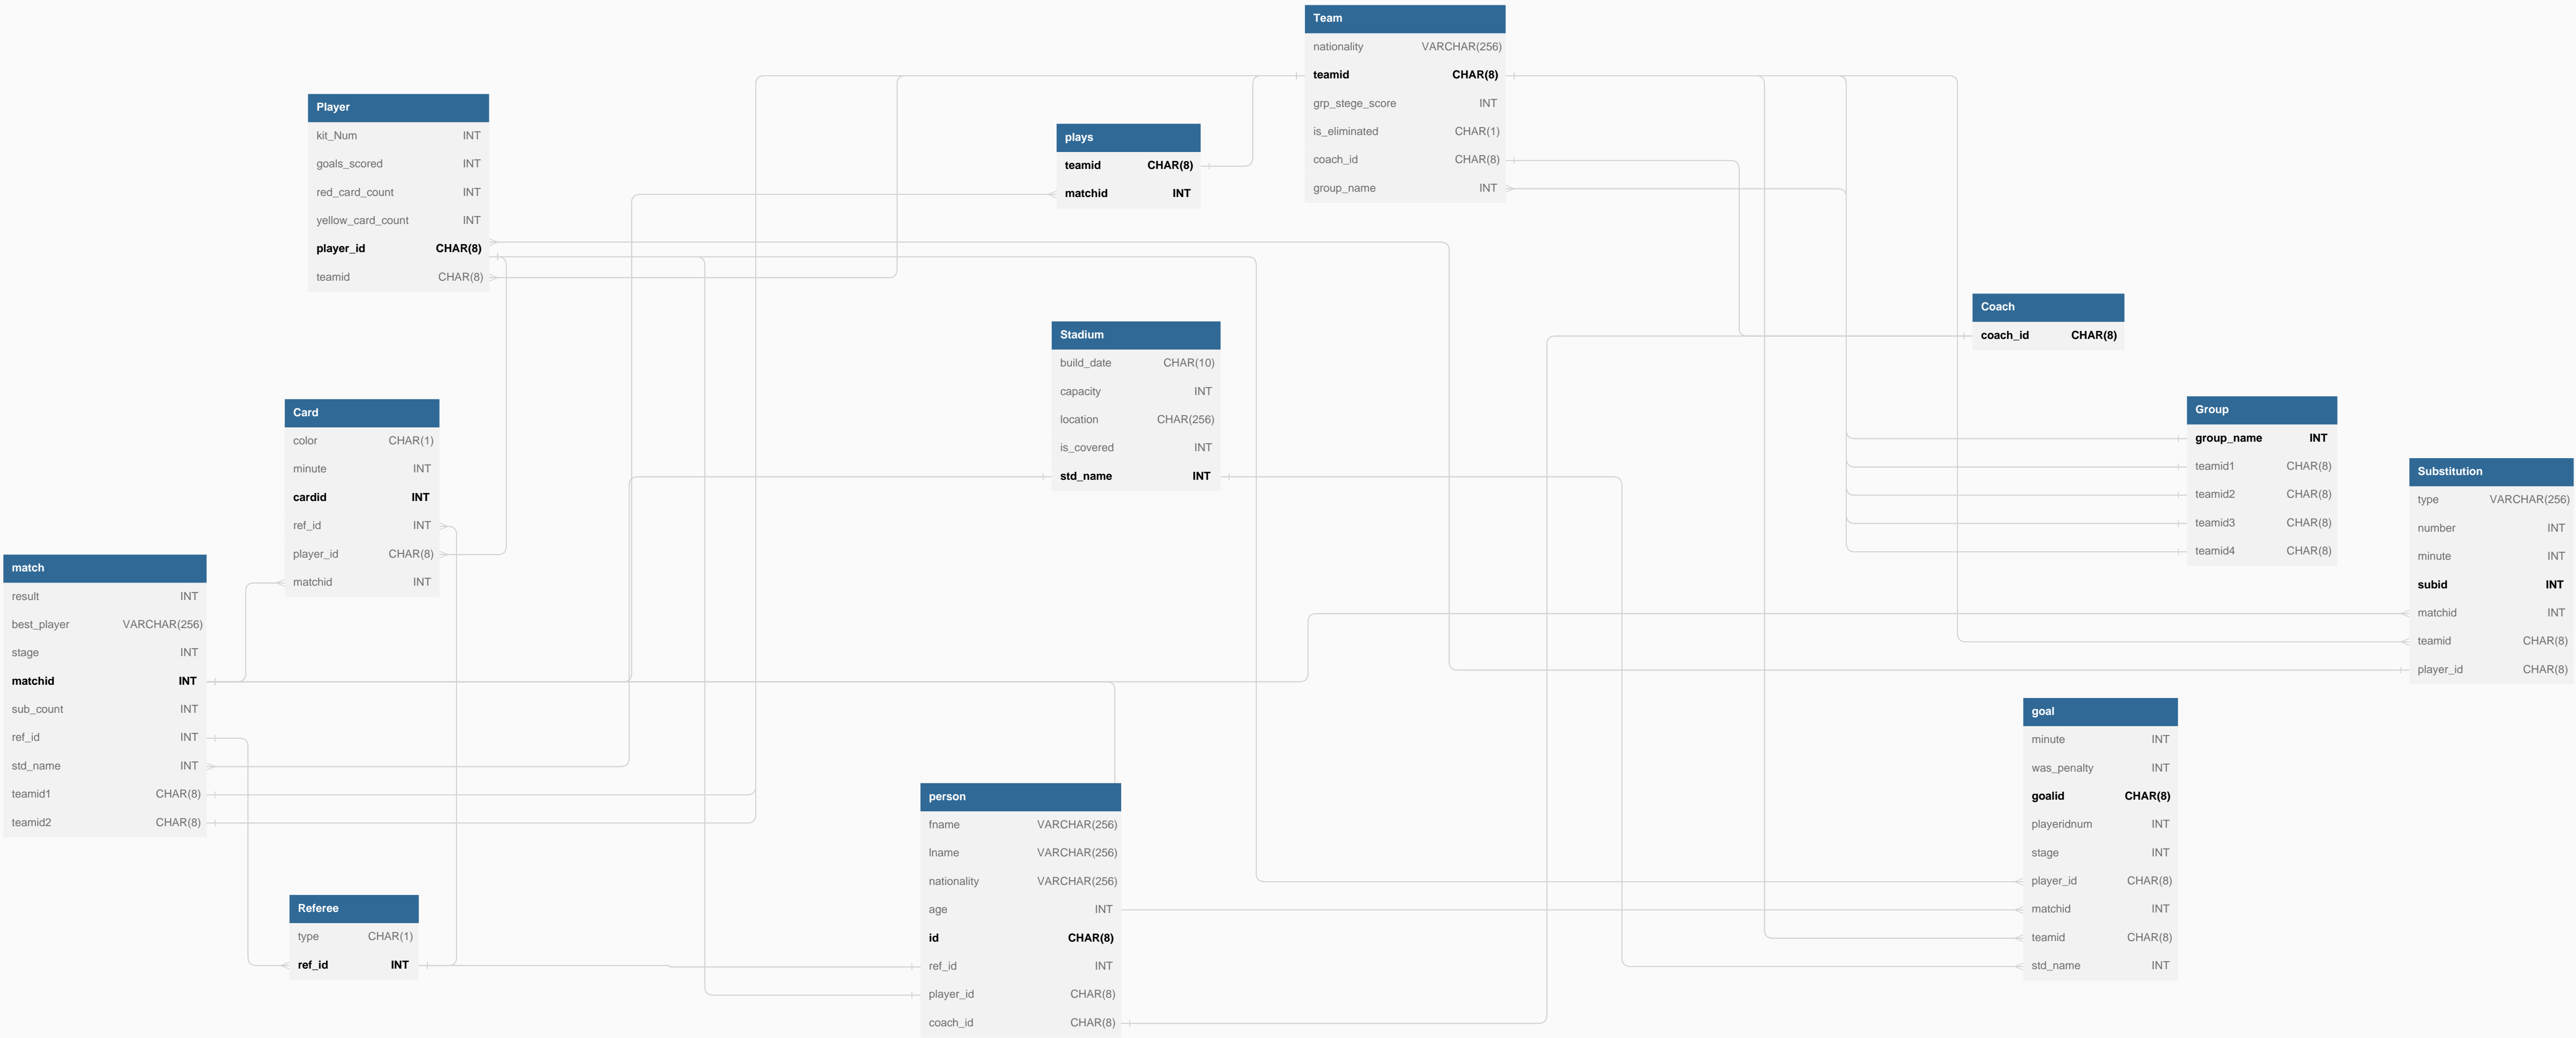 Team
nationality VARCHAR(256)
teamid CHAR(8)
grp_stege_score INT
is_eliminated CHAR(1)
coach_id CHAR(8)
group_name INT
Player
kit_Num INT
goals_scored INT
red_card_count INT
yellow_card_count INT
player_id CHAR(8)
teamid CHAR(8)
plays
teamid CHAR(8)
matchid INT
Coach
coach_id CHAR(8)
Stadium
build_date CHAR(10)
capacity INT
location CHAR(256)
is_covered INT
std_name INT
Card
color CHAR(1)
minute INT
cardid INT
ref_id INT
player_id CHAR(8)
matchid INT
Group
group_name INT
teamid1 CHAR(8)
teamid2 CHAR(8)
teamid3 CHAR(8)
teamid4 CHAR(8)
Substitution
type VARCHAR(256)
number INT
minute INT
subid INT
matchid INT
teamid CHAR(8)
player_id CHAR(8)
match
result INT
best_player VARCHAR(256)
stage INT
matchid INT
sub_count INT
ref_id INT
std_name INT
teamid1 CHAR(8)
teamid2 CHAR(8)
goal
minute INT
was_penalty INT
goalid CHAR(8)
playeridnum INT
stage INT
player_id CHAR(8)
matchid INT
teamid CHAR(8)
std_name INT
person
fname VARCHAR(256)
lname VARCHAR(256)
nationality VARCHAR(256)
age INT
id CHAR(8)
ref_id INT
player_id CHAR(8)
coach_id CHAR(8)
Referee
type CHAR(1)
ref_id INT